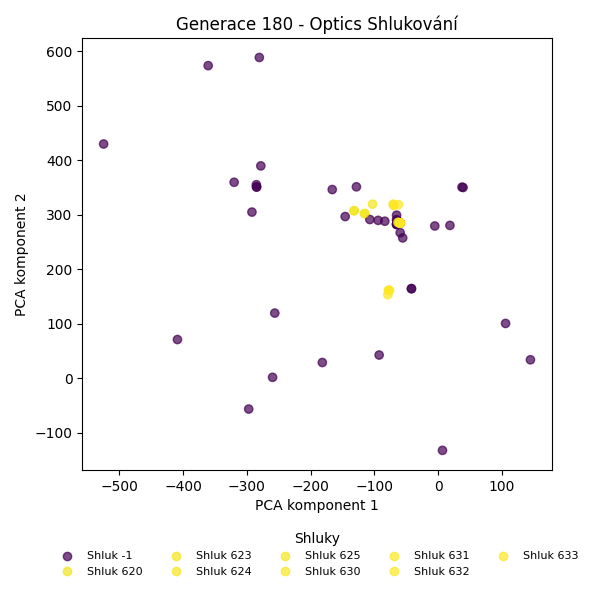 Generace 180 - Optics Shlukování
600
500
400
300
200
100
0
−100
PCA komponent 2
−500 −400 −300 −200 −100 0 100
PCA komponent 1
Shluky
Shluk -1 Shluk 623 Shluk 625 Shluk 631 Shluk 633
Shluk 620 Shluk 624 Shluk 630 Shluk 632